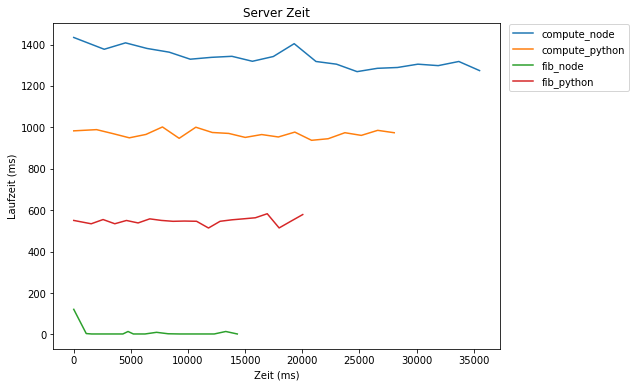 Server Zeit
compute_node
compute_python
fib_node
fib_python
Laufzeit (ms)
1400
1200
1000
800
600
400
200
0
0 5000 10000 15000 20000 25000 30000 35000
Zeit (ms)